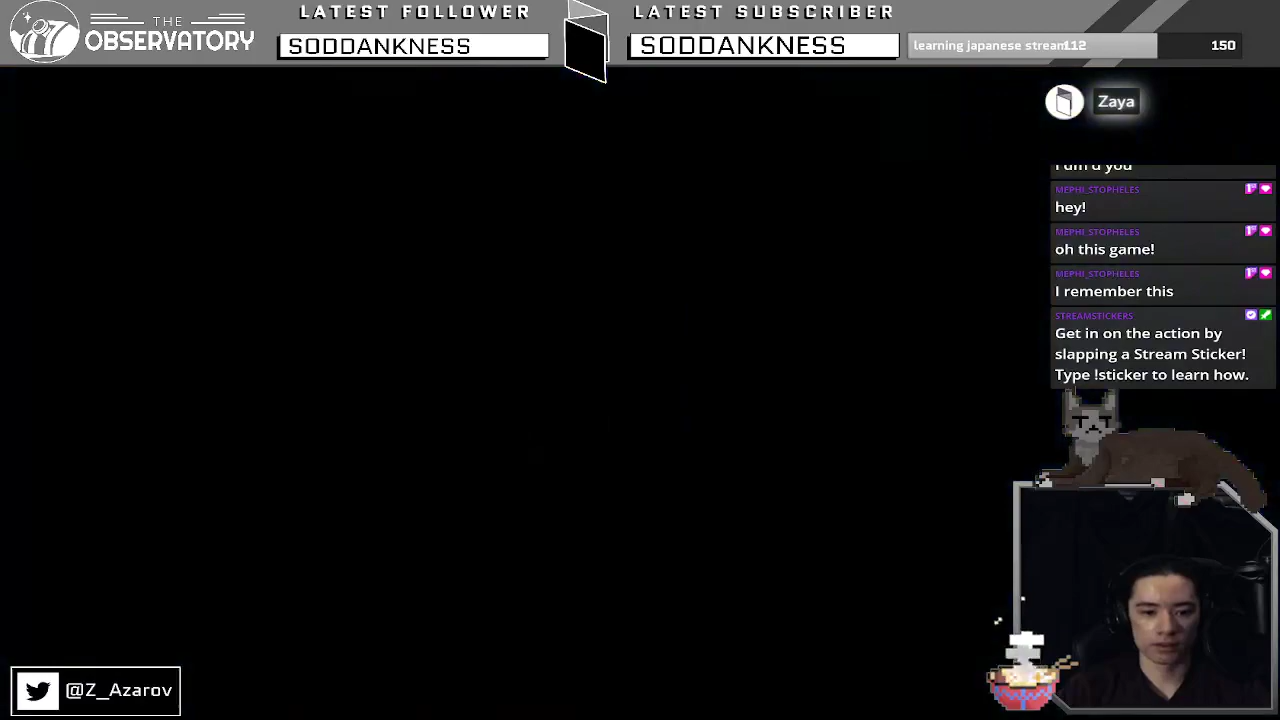 THE
OBSERVATORY
LATEST FOLLOWER
SODDANKNESS
LATEST SUBSCRIBER
SODDANKNESS
learning japanese stream
112
150
Zaya
you
MEPHI_STOPHELES
hey!
MEPHI_STOPHELES
oh this game!
MEPHI_STOPHELES
I remember this
STREAMSTICKERS
Get in on the action by
slapping a Stream Sticker!
Type !sticker to learn how.
@Z_Azarov